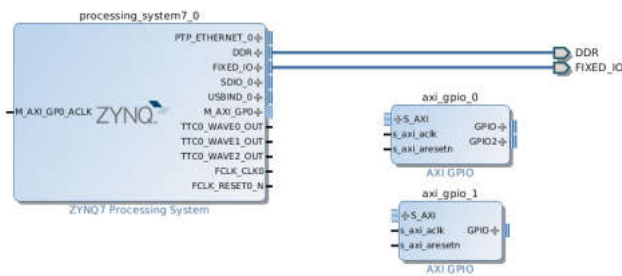 processing_system7_0
PTP_ETHERNET_0
DDR
FIXED_IO
SDIO_0
USBIND_0
M_AXI_GP0
M_AXI_GP0_ACLK
ZYNQ
TTC0_WAVE0_OUT
TTC0_WAVE1_OUT
TTC0_WAVE2_OUT
FCLK_CLK0
FCLK_RESET0_N
ZYNQ7 Processing System
DDR
FIXED_IO
axi_gpio_0
S_AXI
s_axi_aclk
s_axi_aresetn
GPIO
GPIO2
AXI GPIO
axi_gpio_1
S_AXI
s_axi_aclk
s_axi_aresetn
GPIO
AXI GPIO